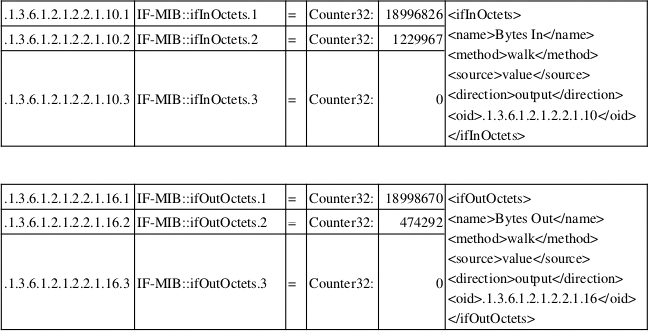 .1.3.6.1.2.1.2.2.1.10.1 IF-MIB::ifInOctets.1 = Counter32: 18996826
.1.3.6.1.2.1.2.2.1.10.2 IF-MIB::ifInOctets.2 = Counter32: 1229967
.1.3.6.1.2.1.2.2.1.10.3 IF-MIB::ifInOctets.3 = Counter32: 0
<ifInOctets>
<name>Bytes In</name>
<method>walk</method>
<source>value</source>
<direction>output</direction>
<oid>.1.3.6.1.2.1.2.2.1.10</oid>
</ifInOctets>
.1.3.6.1.2.1.2.2.1.16.1 IF-MIB::ifOutOctets.1 = Counter32: 18998670
.1.3.6.1.2.1.2.2.1.16.2 IF-MIB::ifOutOctets.2 = Counter32: 474292
.1.3.6.1.2.1.2.2.1.16.3 IF-MIB::ifOutOctets.3 = Counter32: 0
<ifOutOctets>
<name>Bytes Out</name>
<method>walk</method>
<source>value</source>
<direction>output</direction>
<oid>.1.3.6.1.2.1.2.2.1.16</oid>
</ifOutOctets>